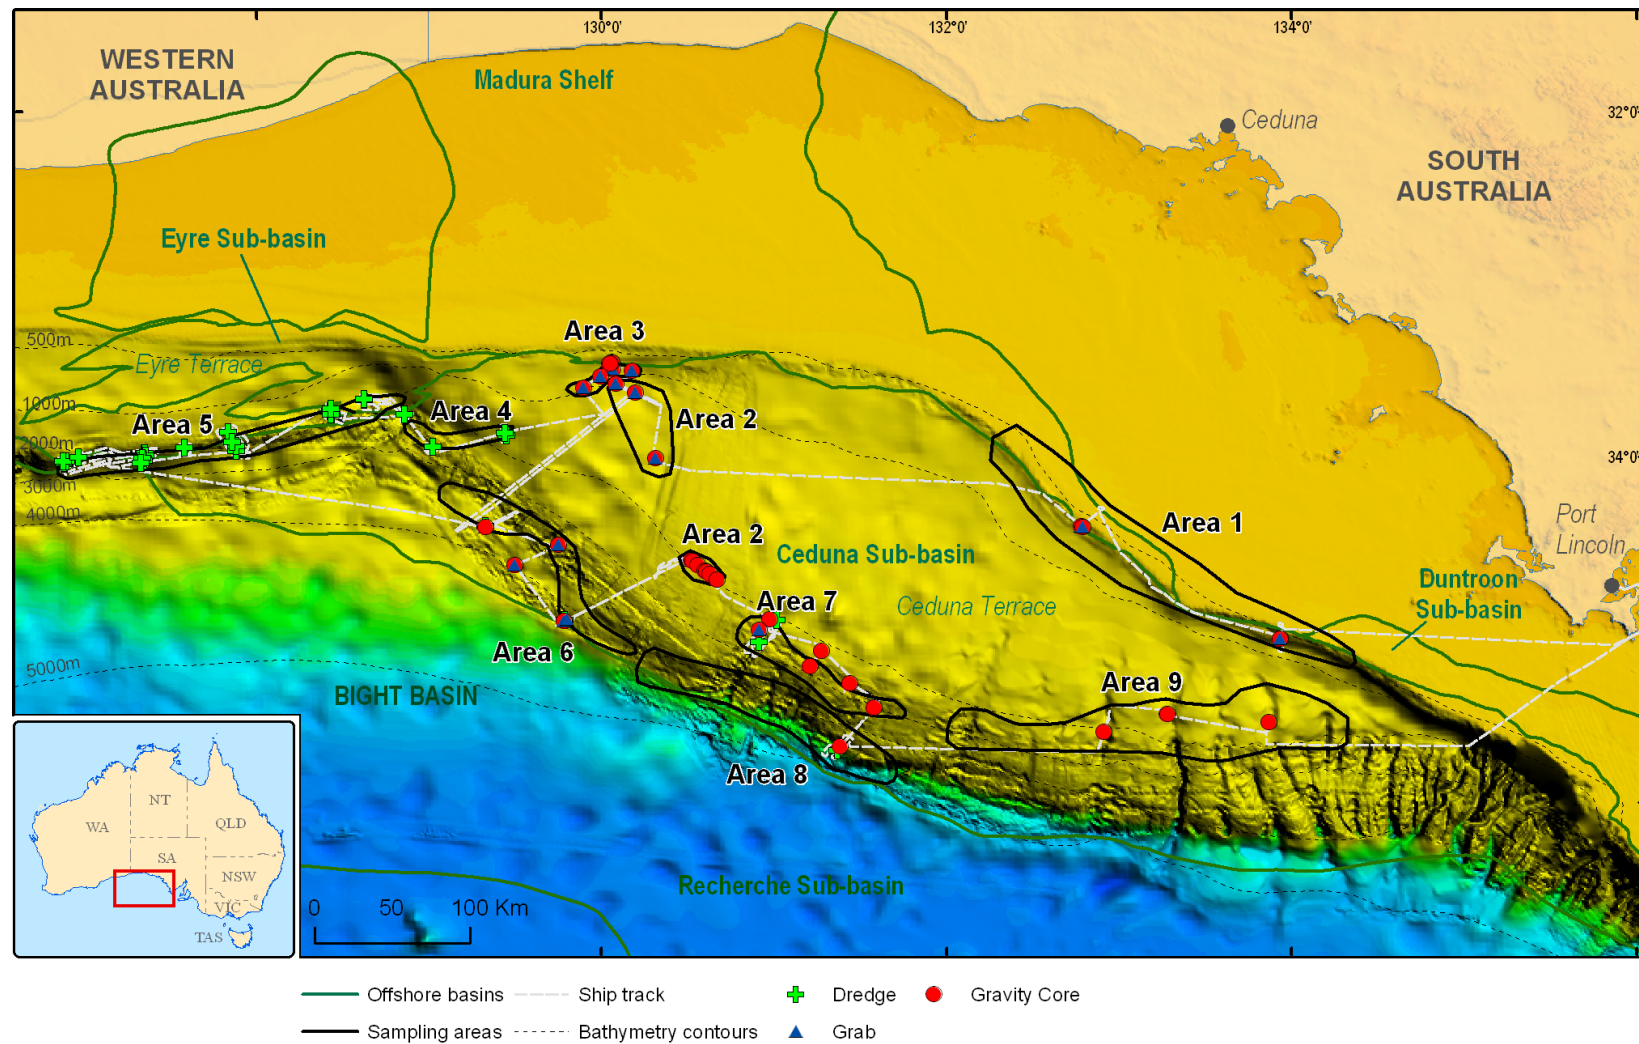 130°0'
132°0'
134°0'
WESTERN
AUSTRALIA
Madura Shelf
32°0'
Ceduna
SOUTH
AUSTRALIA
Eyre Sub-basin
Area 3
500m
Eyre Terrace
1000m
Area 5
Area 4
Area 2
2000m
34°0'
3000m
4000m
Area 1
Port
Lincoln
Area 2
Ceduna Sub-basin
Duntroon
Sub-basin
Area 7
Ceduna Terrace
Area 6
5000m
Area 9
BIGHT BASIN
Area 8
NT
WA
QLD
SA
NSW
VIC
TAS
Recherche Sub-basin
0 50 100 Km
Offshore basins Ship track Dredge Gravity Core
Sampling areas Bathymetry contours Grab